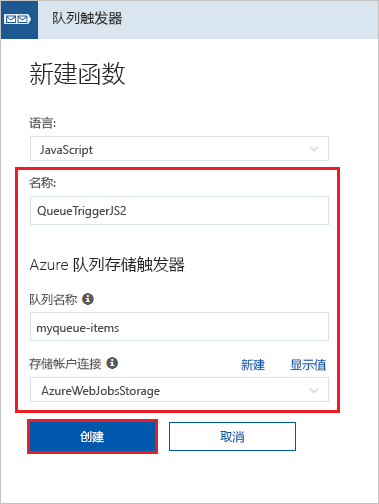 队列触发器
新建函数
语言:
JavaScript
名称:
QueueTriggerJS2
Azure 队列存储触发器
队列名称
myqueue-items
存储帐户连接 新建 显示值
AzureWebJobsStorage
创建 取消